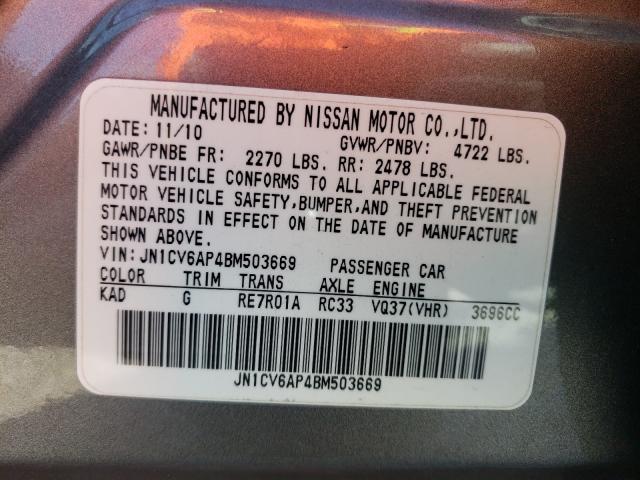 MANUFACTURED BY NISSAN MOTOR CO.,LTD.
DATE: 11/10 GVWR/PNBV: 4722 LBS.
GAWR/PNBE FR: 2270 LBS. RR: 2478 LBS.
THIS VEHICLE CONFORMS TO ALL APPLICABLE FEDERAL
MOTOR VEHICLE SAFETY,BUMPER,AND THEFT PREVENTION
STANDARDS IN EFFECT ON THE DATE OF MANUFACTURE
SHOWN ABOVE.
VIN:JN1CV6AP4BM503669 PASSENGER CAR
COLOR TRIM TRANS AXLE ENGINE
KAD G RE7R01A RC33 VQ37(VHR) 3696CC
JN1CV6AP4BM503669